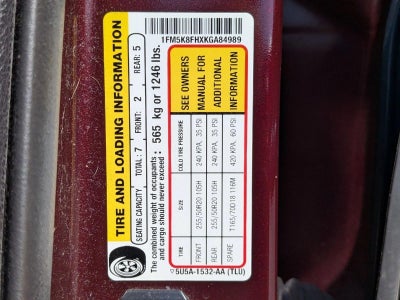 1FM5K8FHXKGA84989
TIRE AND LOADING INFORMATION
SEATING CAPACITY TOTAL: 7 FRONT: 2 REAR: 5
The combined weight of occupants and cargo should never exceed : 565 kg or 1246 lbs.
TIRE SIZE COLD TIRE PRESSURE
FRONT 255/50R20 105H 240 KPA, 35 PSI
REAR 255/50R20 105H 240 KPA, 35 PSI
SPARE T165/70D18 116M 420 KPA, 60 PSI
SEE OWNERS
MANUAL FOR
ADDITIONAL
INFORMATION
5U5A-1532-AA (TLU)